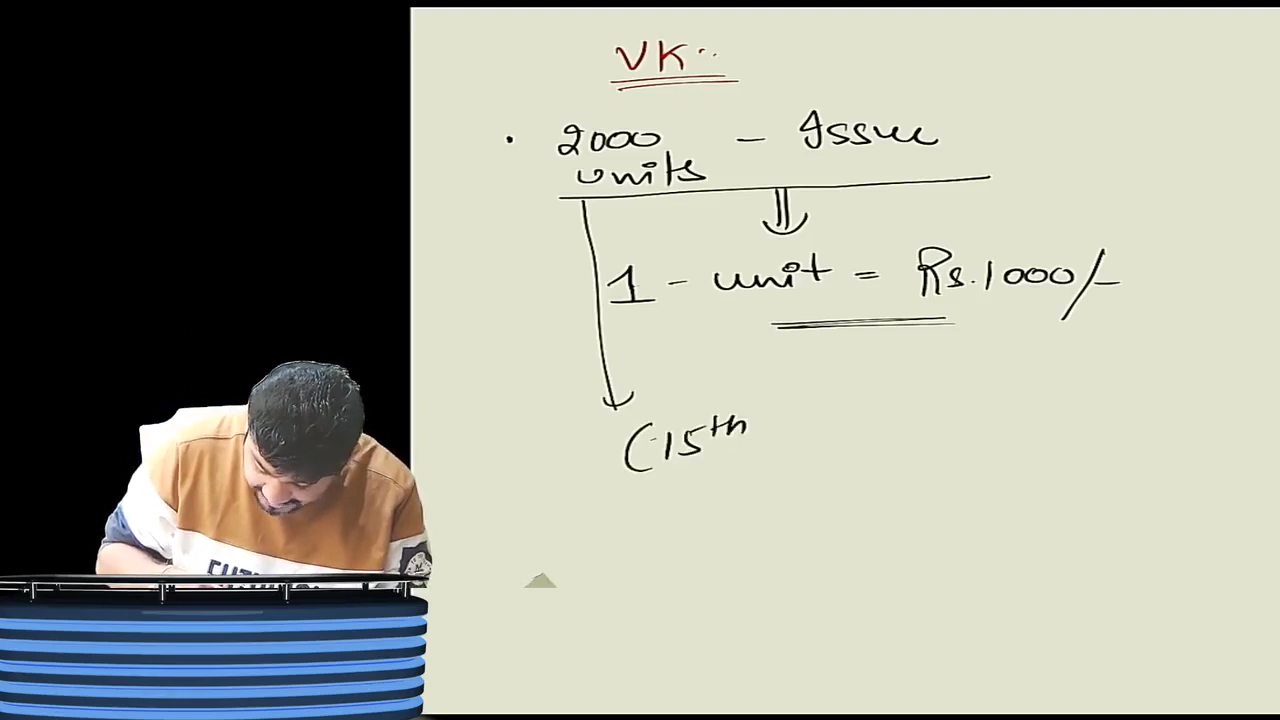 VK..
. 2000 - Issue
units
1 - unit = Rs.1000/-
(15th